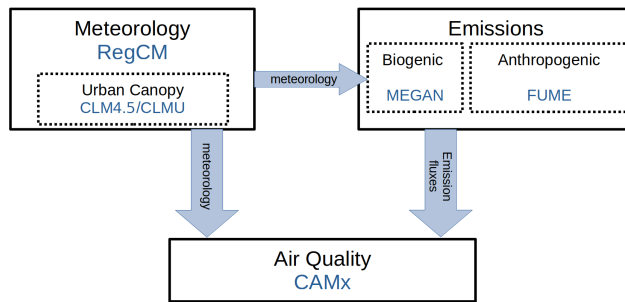 Meteorology
RegCM
Urban Canopy
CLM4.5/CLMU
meteorology
Emissions
Biogenic
MEGAN
Anthropogenic
FUME
meteorology
Emission
fluxes
Air Quality
CAMx